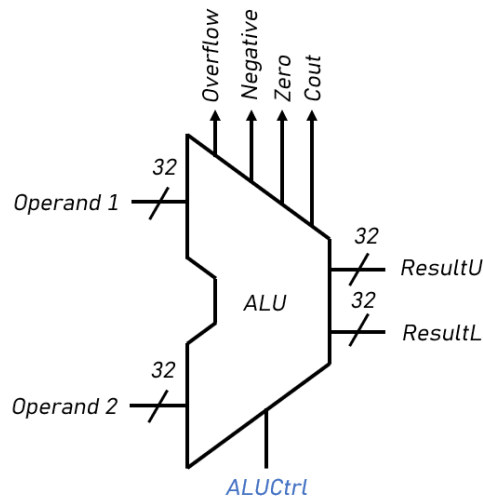 Overflow
Negative
Zero
Cout
32
Operand 1
32
ResultU
ALU
32
ResultL
32
Operand 2
ALUCtrl